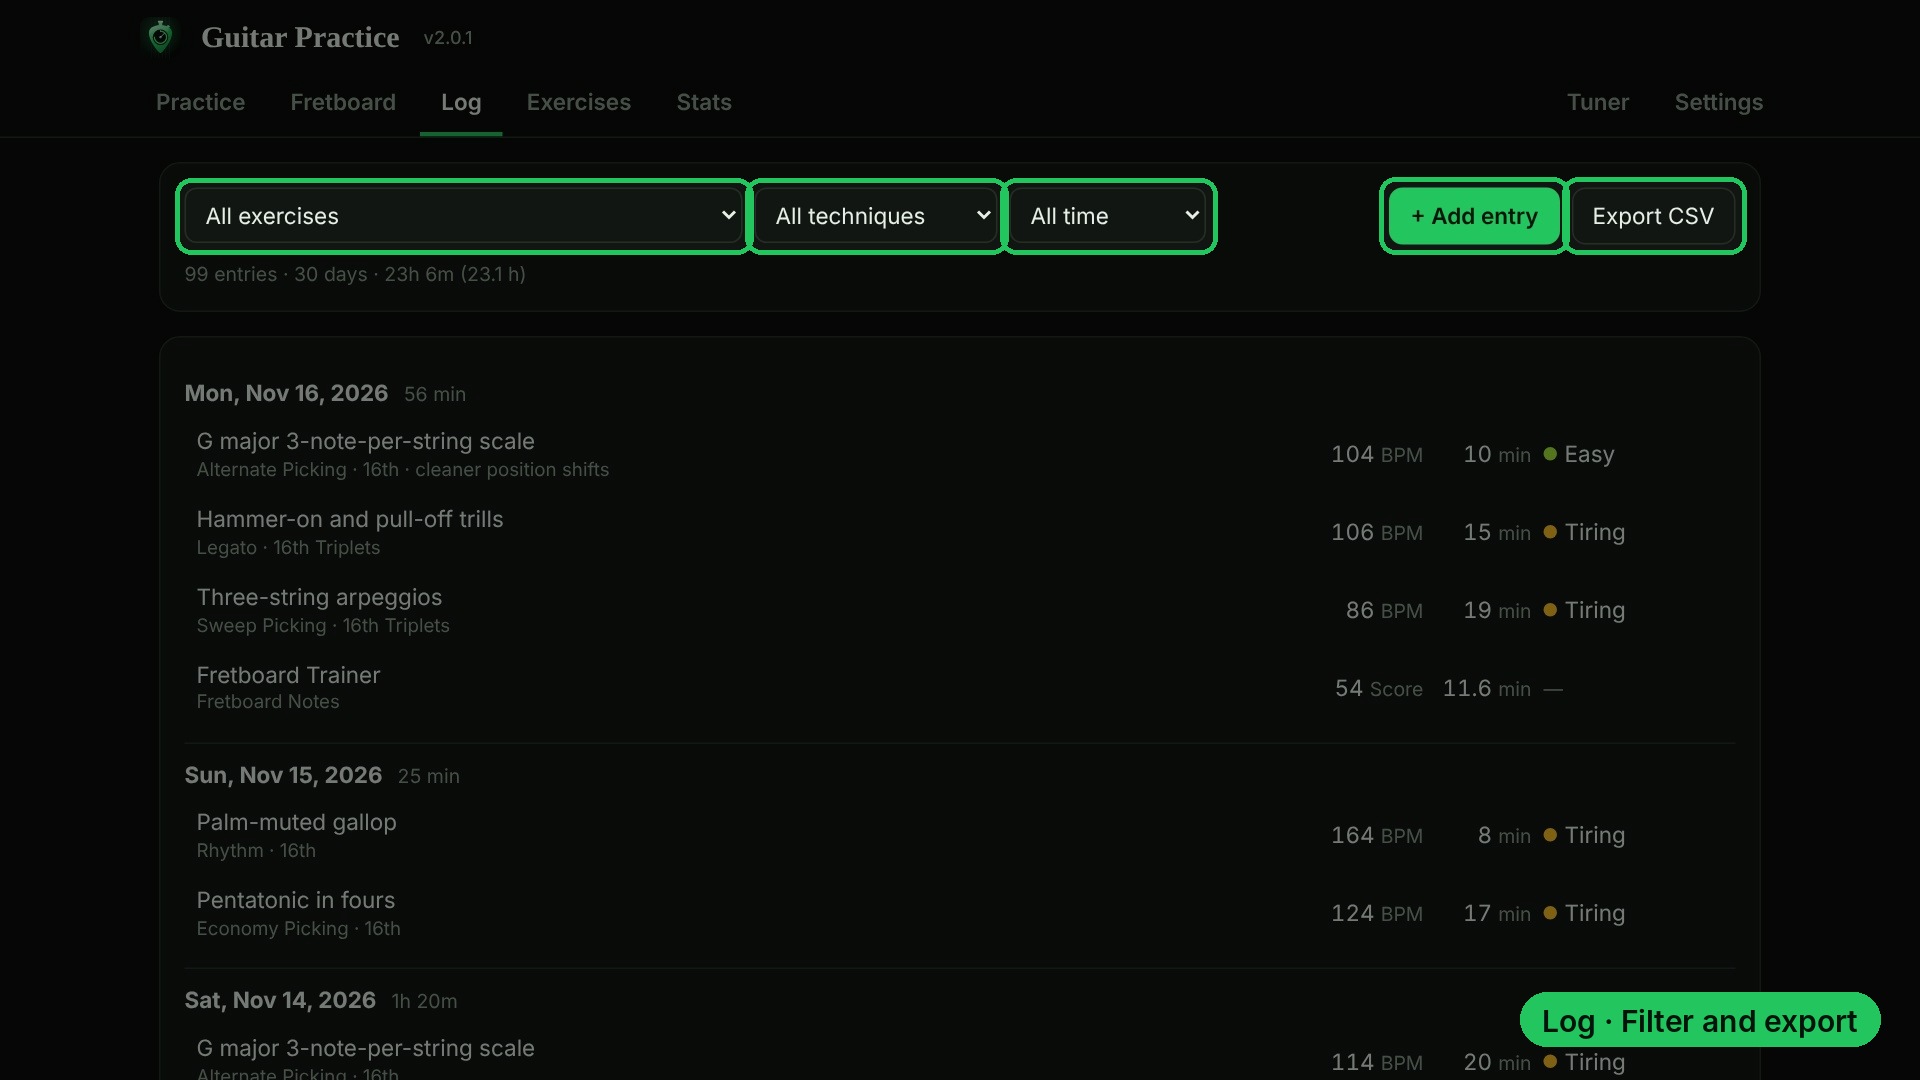 Guitar Practice v2.0.1
Practice Fretboard Log Exercises Stats Tuner Settings
All exercises All techniques All time + Add entry Export CSV
99 entries · 30 days · 23h 6m (23.1 h)
Mon, Nov 16, 2026 56 min
G major 3-note-per-string scale 104 BPM 10 min Easy
Alternate Picking · 16th · cleaner position shifts
Hammer-on and pull-off trills 106 BPM 15 min Tiring
Legato · 16th Triplets
Three-string arpeggios 86 BPM 19 min Tiring
Sweep Picking · 16th Triplets
Fretboard Trainer 54 Score 11.6 min —
Fretboard Notes
Sun, Nov 15, 2026 25 min
Palm-muted gallop 164 BPM 8 min Tiring
Rhythm · 16th
Pentatonic in fours 124 BPM 17 min Tiring
Economy Picking · 16th
Sat, Nov 14, 2026 1h 20m
Log · Filter and export
G major 3-note-per-string scale 114 BPM 20 min Tiring
Alternate Picking · 16th